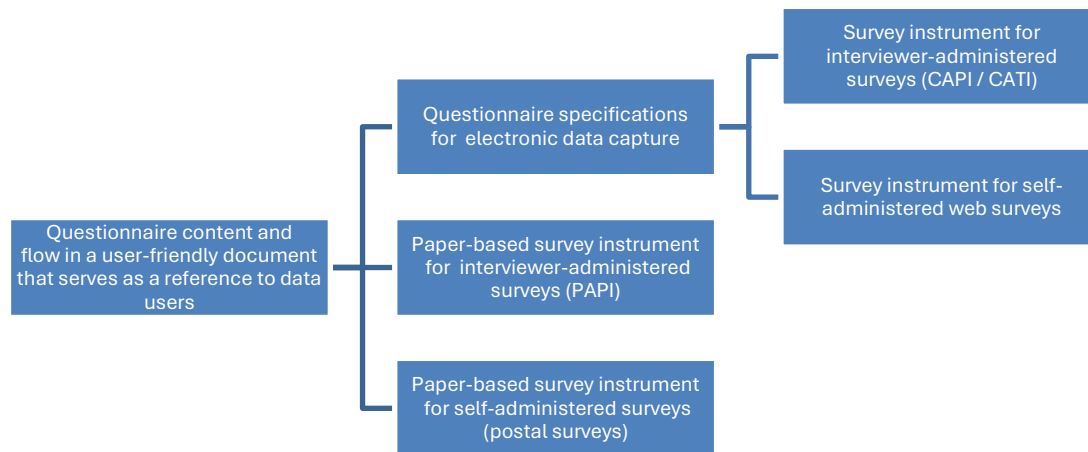 Questionnaire content and
flow in a user-friendly document
that serves as a reference to data
users
Questionnaire specifications
for electronic data capture
Survey instrument for
interviewer-administered
surveys (CAPI / CATI)
Survey instrument for self-
administered web surveys
Paper-based survey instrument
for interviewer-administered
surveys (PAPI)
Paper-based survey instrument
for self-administered surveys
(postal surveys)